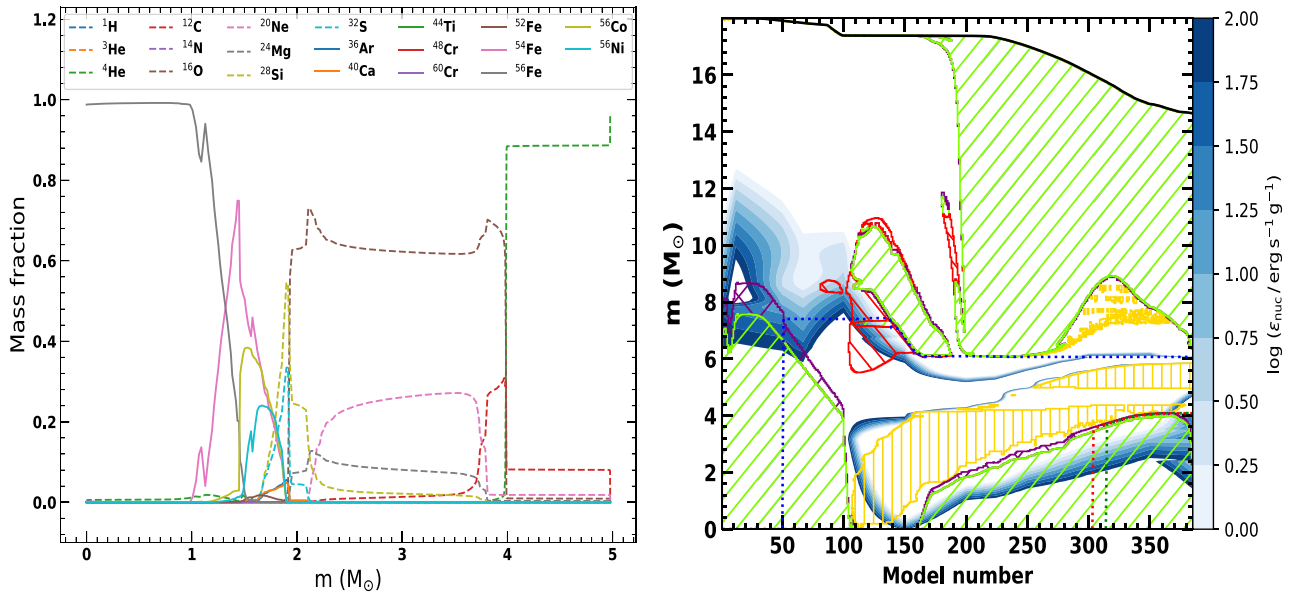 1.2
1.0
0.8
0.6
0.4
0.2
0.0
Mass fraction
¹H ¹²C ²⁰Ne ³²S ⁴⁴Ti ⁵²Fe ⁵⁶Co
³He ¹⁴N ²⁴Mg ³⁶Ar ⁴⁸Cr ⁵⁴Fe ⁵⁶Ni
⁴He ¹⁶O ²⁸Si ⁴⁰Ca ⁶⁰Cr ⁵⁶Fe
0 1 2 3 4 5
m (M☉)
16
14
12
10
8
6
4
2
0
m (M☉)
50 100 150 200 250 300 350
Model number
2.00
1.75
1.50
1.25
1.00
0.75
0.50
0.25
0.00
log (ε_nuc / erg s⁻¹ g⁻¹)